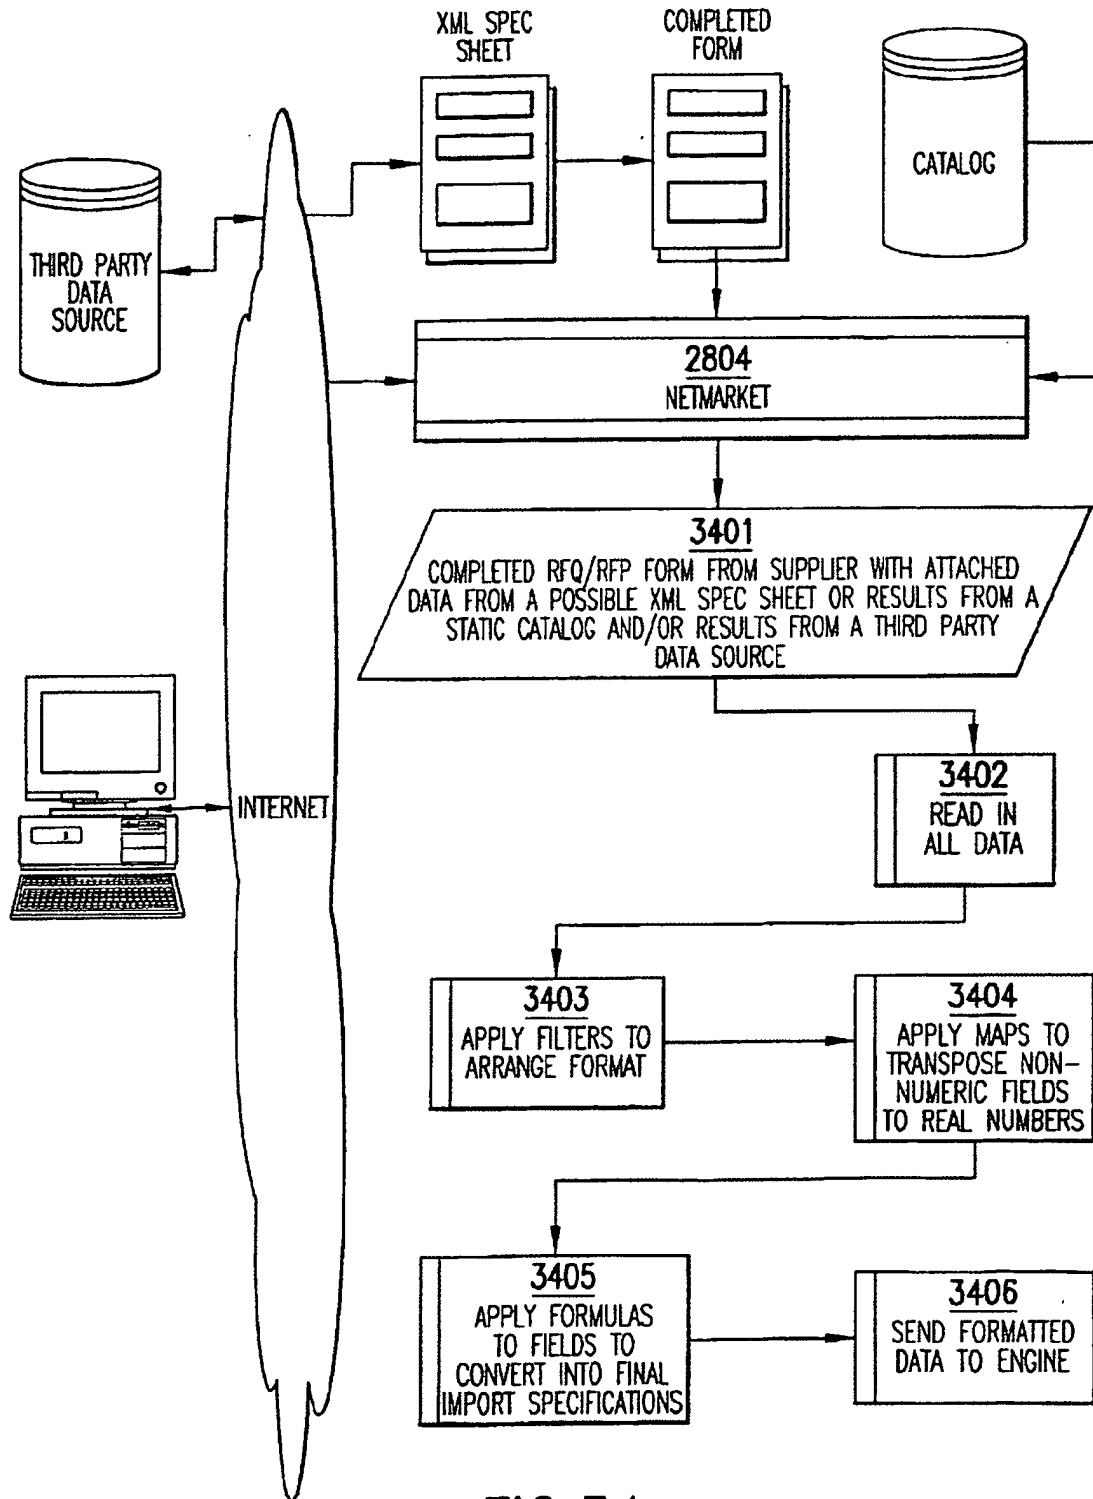 XML SPEC
SHEET
COMPLETED
FORM
CATALOG
THIRD PARTY
DATA
SOURCE
2804
NETMARKET
3401
COMPLETED RFQ/RFP FORM FROM SUPPLIER WITH ATTACHED
DATA FROM A POSSIBLE XML SPEC SHEET OR RESULTS FROM A
STATIC CATALOG AND/OR RESULTS FROM A THIRD PARTY
DATA SOURCE
INTERNET
3402
READ IN
ALL DATA
3403
APPLY FILTERS TO
ARRANGE FORMAT
3404
APPLY MAPS TO
TRANSPOSE NON-
NUMERIC FIELDS
TO REAL NUMBERS
3405
APPLY FORMULAS
TO FIELDS TO
CONVERT INTO FINAL
IMPORT SPECIFICATIONS
3406
SEND FORMATTED
DATA TO ENGINE